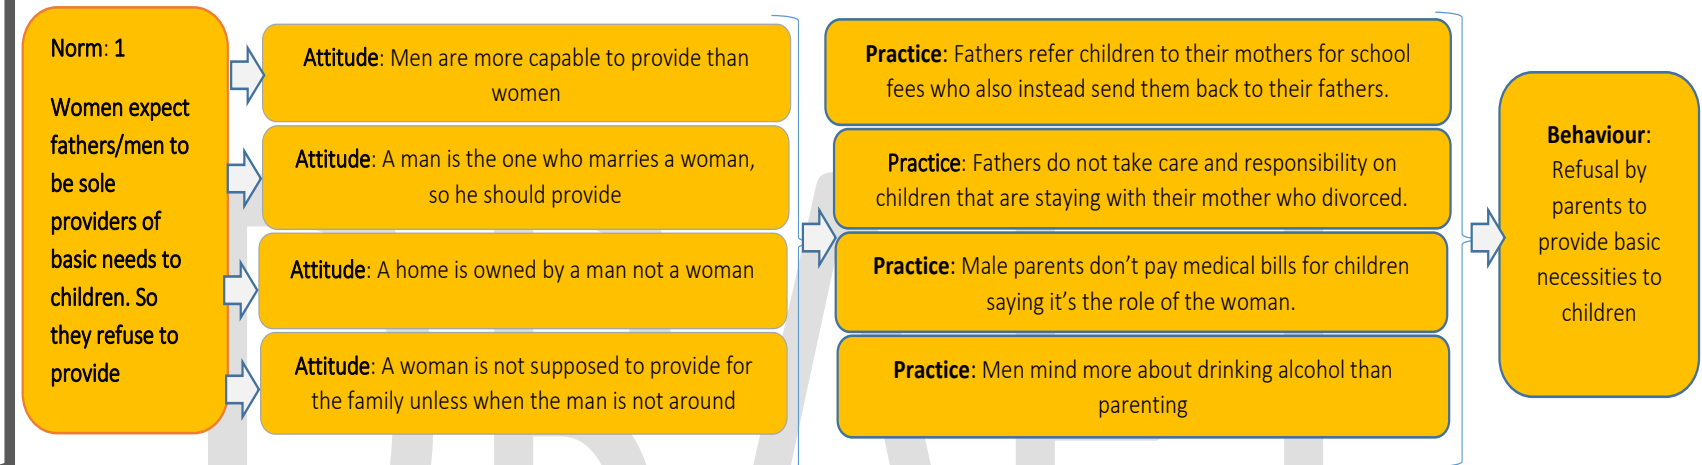 Norm: 1
Women expect
fathers/men to
be sole
providers of
basic needs to
children. So
they refuse to
provide
Attitude: Men are more capable to provide than
women
Attitude: A man is the one who marries a woman,
so he should provide
Attitude: A home is owned by a man not a woman
Attitude: A woman is not supposed to provide for
the family unless when the man is not around
Practice: Fathers refer children to their mothers for school
fees who also instead send them back to their fathers.
Practice: Fathers do not take care and responsibility on
children that are staying with their mother who divorced.
Practice: Male parents don’t pay medical bills for children
saying it’s the role of the woman.
Practice: Men mind more about drinking alcohol than
parenting
Behaviour:
Refusal by
parents to
provide basic
necessities to
children